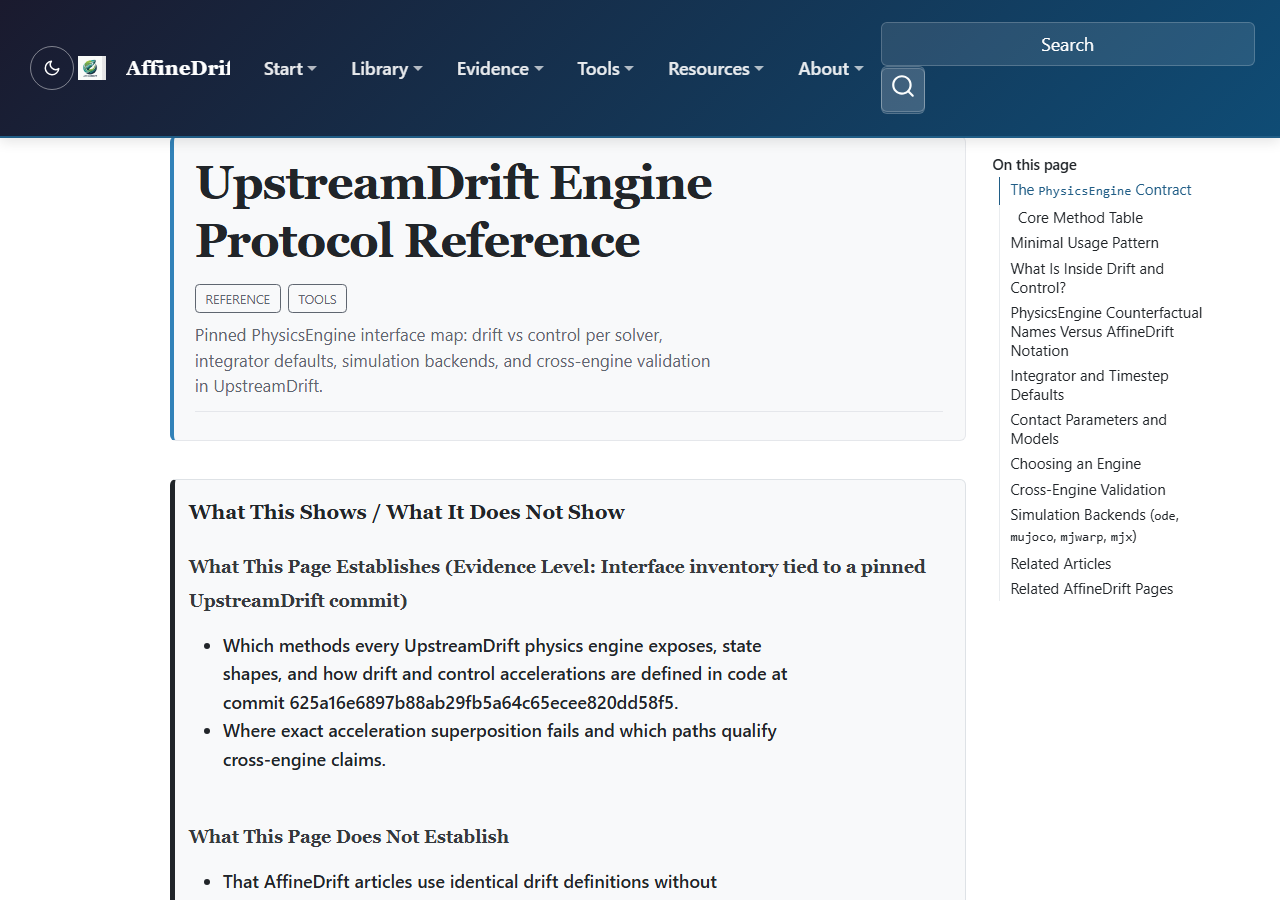 AffineDrif
Start
Library
Evidence
Tools
Resources
About
Search
UpstreamDrift Engine
Protocol Reference
REFERENCE
TOOLS
Pinned PhysicsEngine interface map: drift vs control per solver,
integrator defaults, simulation backends, and cross-engine validation
in UpstreamDrift.
What This Shows / What It Does Not Show
What This Page Establishes (Evidence Level: Interface inventory tied to a pinned
UpstreamDrift commit)
Which methods every UpstreamDrift physics engine exposes, state
shapes, and how drift and control accelerations are defined in code at
commit 625a16e6897b88ab29fb5a64c65ecee820dd58f5.
Where exact acceleration superposition fails and which paths qualify
cross-engine claims.
What This Page Does Not Establish
That AffineDrift articles use identical drift definitions without
On this page
The PhysicsEngine Contract
Core Method Table
Minimal Usage Pattern
What Is Inside Drift and
Control?
PhysicsEngine Counterfactual
Names Versus AffineDrift
Notation
Integrator and Timestep
Defaults
Contact Parameters and
Models
Choosing an Engine
Cross-Engine Validation
Simulation Backends (ode,
mujoco, mjwarp, mjx)
Related Articles
Related AffineDrift Pages